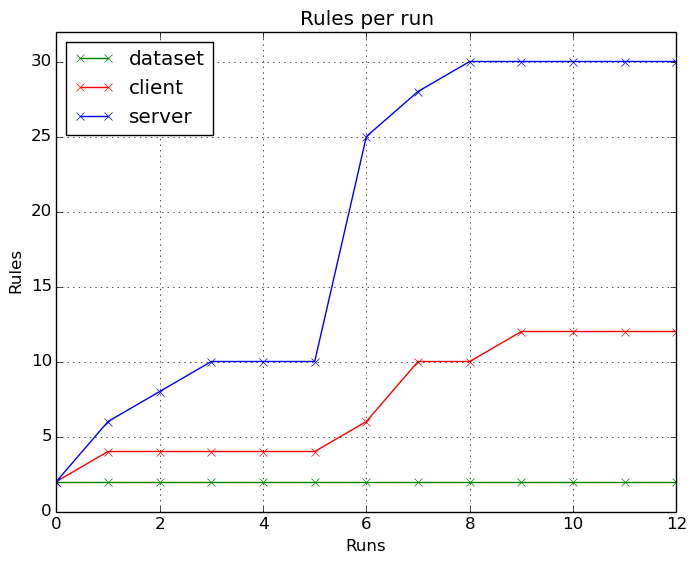 Rules per run
dataset
client
server
30
25
20
15
10
5
0
Rules
0 2 4 6 8 10 12
Runs